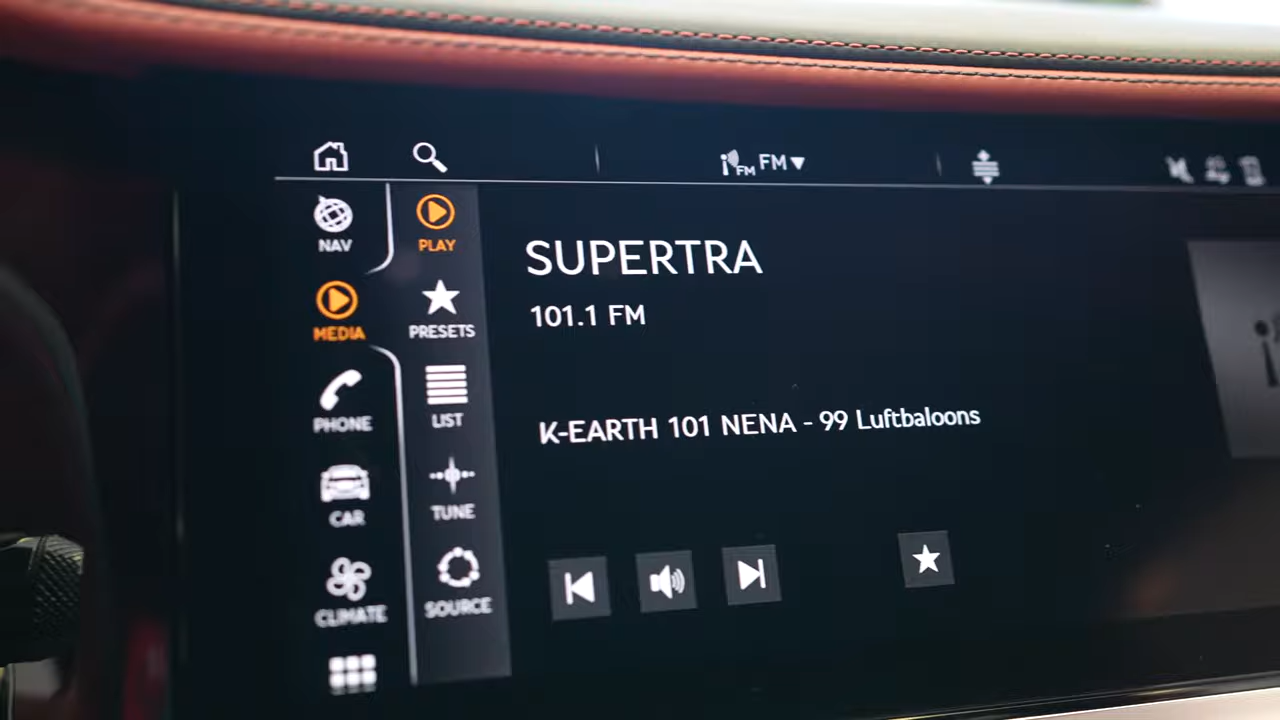 FM FM
NAV
PLAY
MEDIA
PRESETS
PHONE
LIST
CAR
TUNE
CLIMATE
SOURCE
SUPERTRA
101.1 FM
K-EARTH 101 NENA - 99 Luftbaloons